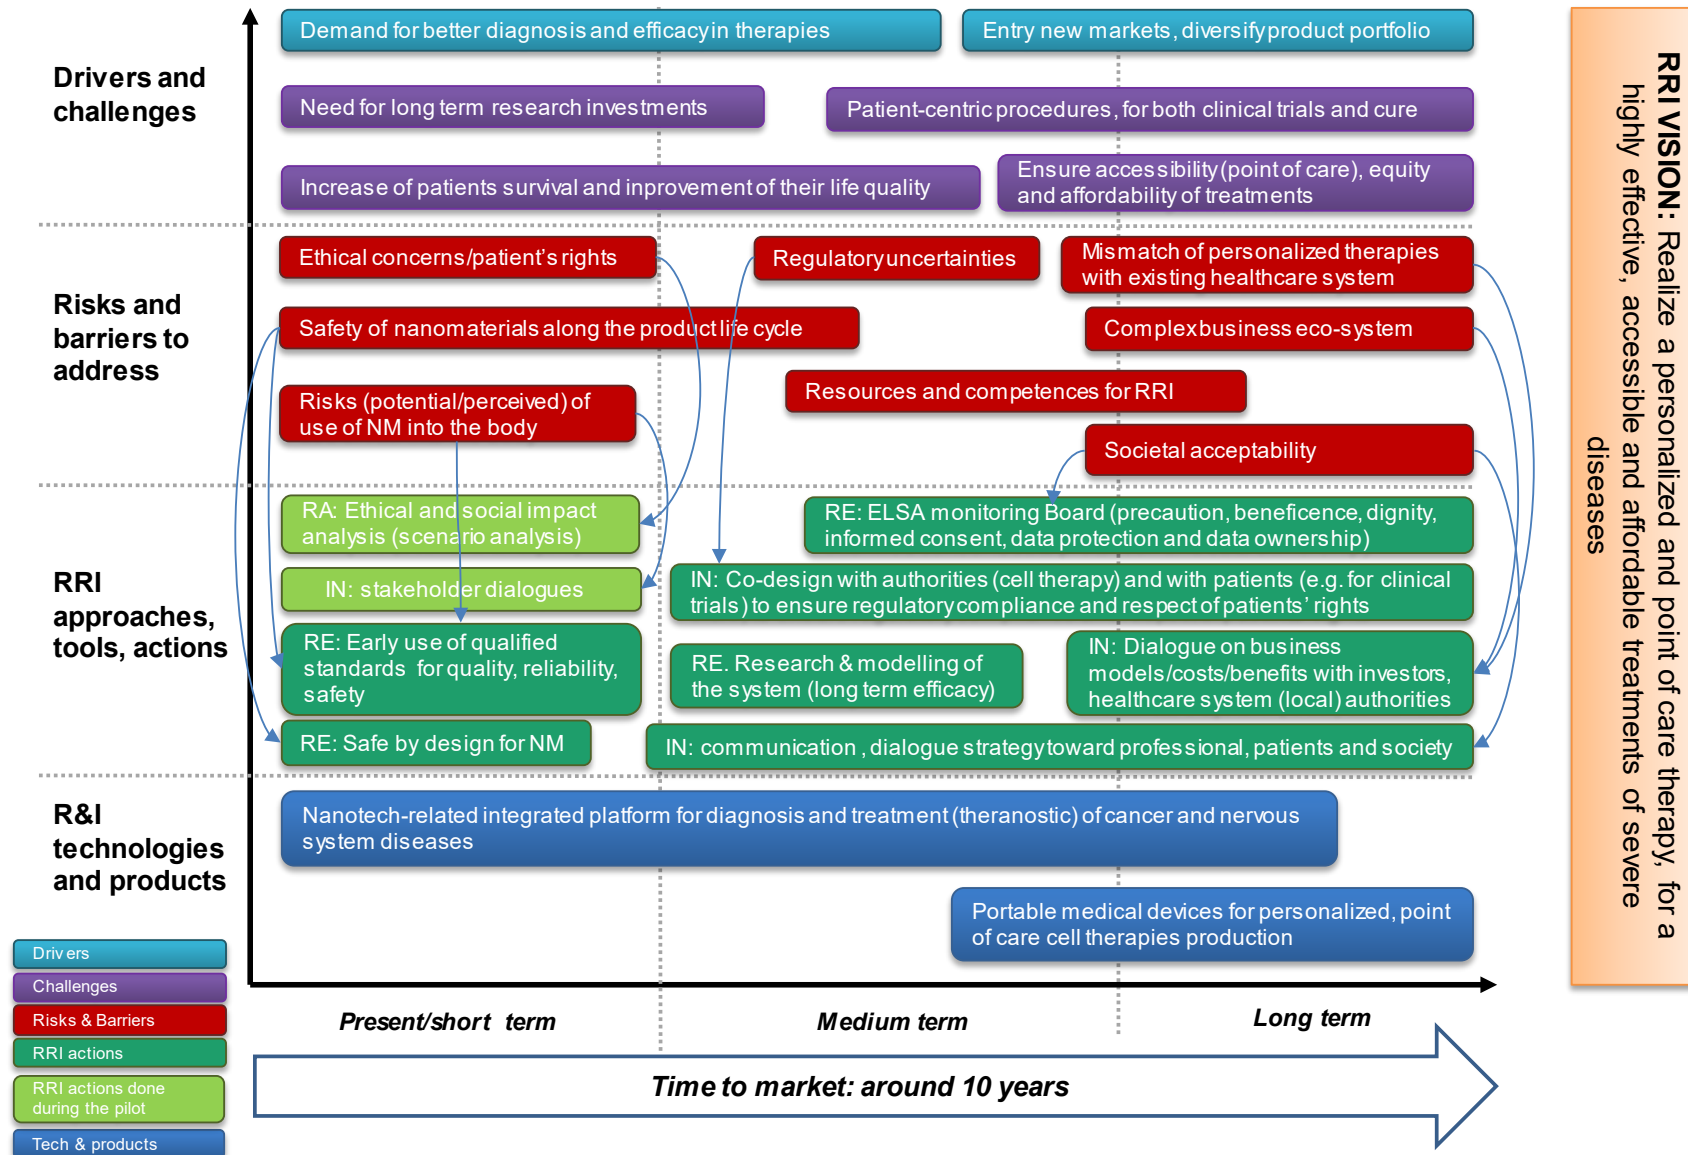 Drivers and
challenges
Demand for better diagnosis and efficacy in therapies
Entry new markets, diversify product portfolio
Need for long term research investments
Patient-centric procedures, for both clinical trials and cure
Increase of patients survival and inprovement of their life quality
Ensure accessibility (point of care), equity
and affordability of treatments
Risks and
barriers to
address
Ethical concerns/patient's rights
Regulatory uncertainties
Mismatch of personalized therapies
with existing healthcare system
Safety of nanomaterials along the product life cycle
Complex business eco-system
Risks (potential/perceived) of
use of NM into the body
Resources and competences for RRI
Societal acceptability
RRI
approaches,
tools, actions
RA: Ethical and social impact
analysis (scenario analysis)
RE: ELSA monitoring Board (precaution, beneficence, dignity,
informed consent, data protection and data ownership)
IN: stakeholder dialogues
IN: Co-design with authorities (cell therapy) and with patients (e.g. for clinical
trials) to ensure regulatory compliance and respect of patients' rights
RE: Early use of qualified
standards for quality, reliability,
safety
RE. Research & modelling of
the system (long term efficacy)
IN: Dialogue on business
models/costs/benefits with investors,
healthcare system (local) authorities
RE: Safe by design for NM
IN: communication , dialogue strategy toward professional, patients and society
R&I
technologies
and products
Nanotech-related integrated platform for diagnosis and treatment (theranostic) of cancer and nervous
system diseases
Portable medical devices for personalized, point
of care cell therapies production
Present/short term
Medium term
Long term
Time to market: around 10 years
Drivers
Challenges
Risks & Barriers
RRI actions
RRI actions done
during the pilot
Tech & products
RRI VISION: Realize a personalized and point of care therapy, for a
highly effective, accessible and affordable treatments of severe
diseases